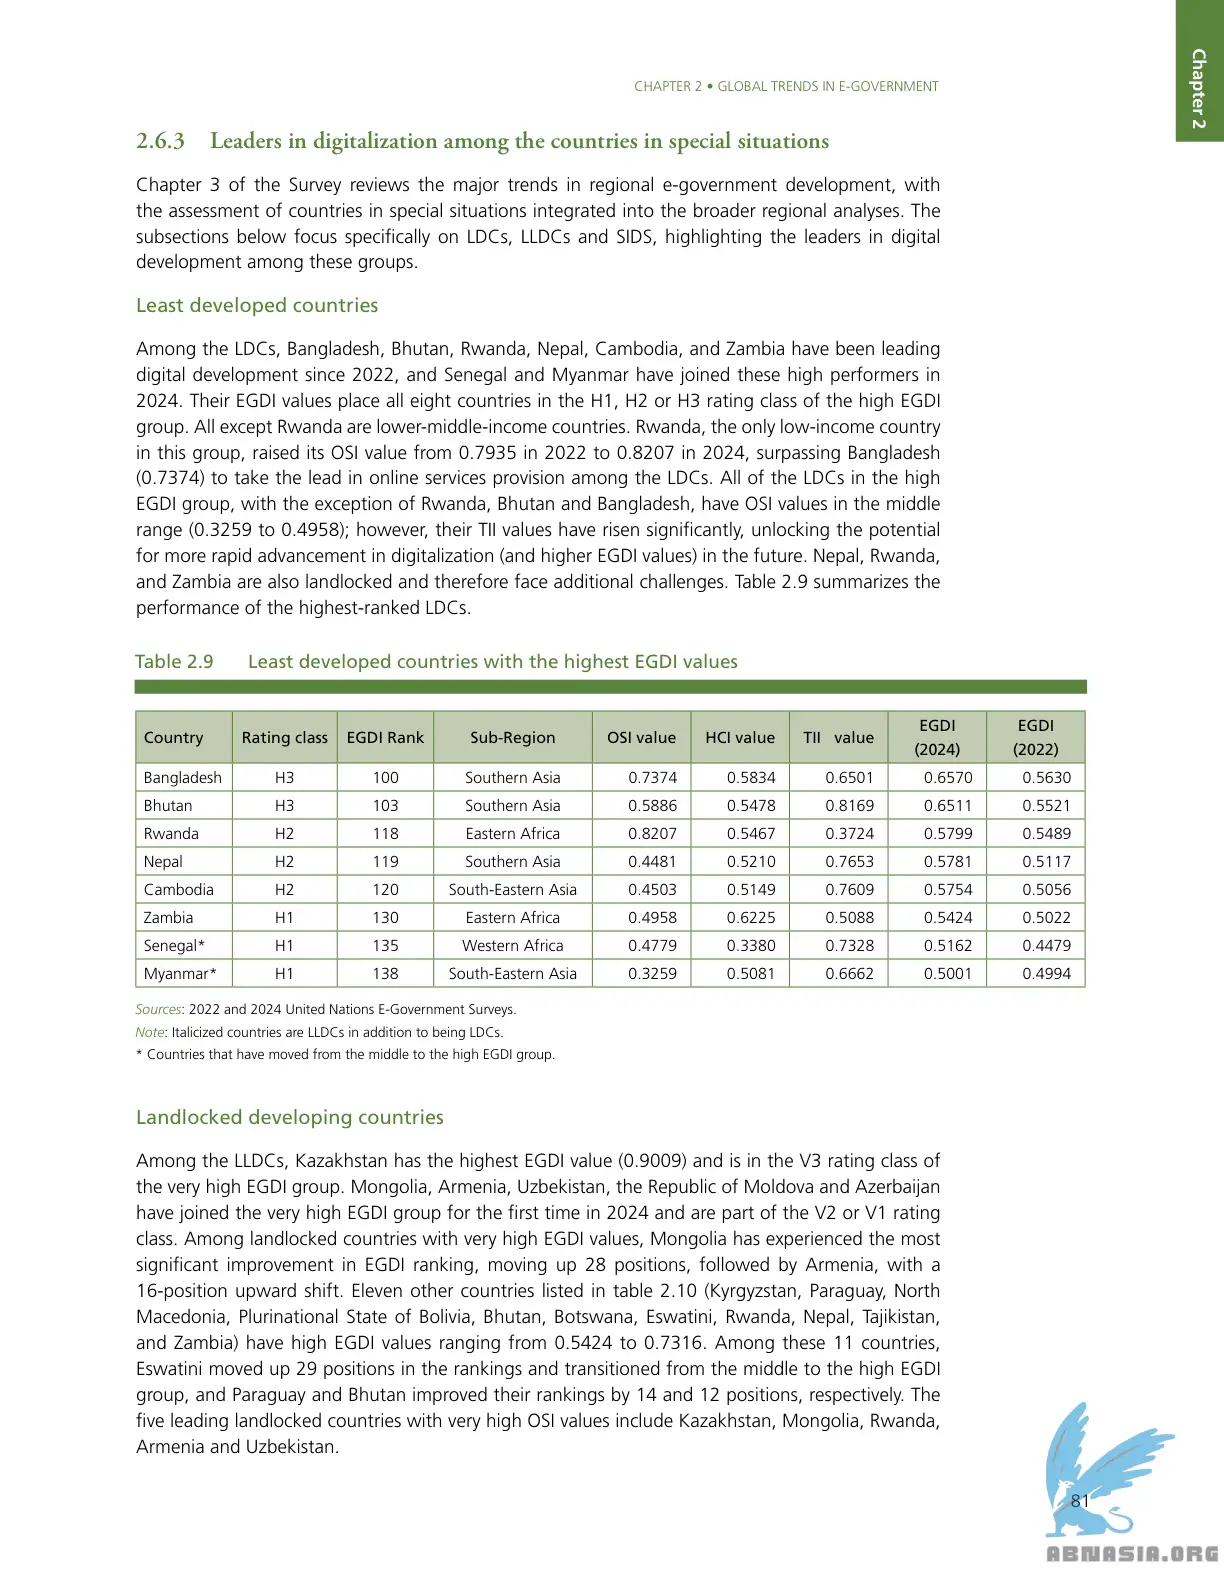 Chapter 2
CHAPTER 2 • GLOBAL TRENDS IN E-GOVERNMENT
2.6.3 Leaders in digitalization among the countries in special situations
Chapter 3 of the Survey reviews the major trends in regional e-government development, with
the assessment of countries in special situations integrated into the broader regional analyses. The
subsections below focus specifically on LDCs, LLDCs and SIDS, highlighting the leaders in digital
development among these groups.
Least developed countries
Among the LDCs, Bangladesh, Bhutan, Rwanda, Nepal, Cambodia, and Zambia have been leading
digital development since 2022, and Senegal and Myanmar have joined these high performers in
2024. Their EGDI values place all eight countries in the H1, H2 or H3 rating class of the high EGDI
group. All except Rwanda are lower-middle-income countries. Rwanda, the only low-income country
in this group, raised its OSI value from 0.7935 in 2022 to 0.8207 in 2024, surpassing Bangladesh
(0.7374) to take the lead in online services provision among the LDCs. All of the LDCs in the high
EGDI group, with the exception of Rwanda, Bhutan and Bangladesh, have OSI values in the middle
range (0.3259 to 0.4958); however, their TII values have risen significantly, unlocking the potential
for more rapid advancement in digitalization (and higher EGDI values) in the future. Nepal, Rwanda,
and Zambia are also landlocked and therefore face additional challenges. Table 2.9 summarizes the
performance of the highest-ranked LDCs.
Table 2.9 Least developed countries with the highest EGDI values
Country Rating class EGDI Rank Sub-Region OSI value HCI value TII value EGDI (2024) EGDI (2022)
Bangladesh H3 100 Southern Asia 0.7374 0.5834 0.6501 0.6570 0.5630
Bhutan H3 103 Southern Asia 0.5886 0.5478 0.8169 0.6511 0.5521
Rwanda H2 118 Eastern Africa 0.8207 0.5467 0.3724 0.5799 0.5489
Nepal H2 119 Southern Asia 0.4481 0.5210 0.7653 0.5781 0.5117
Cambodia H2 120 South-Eastern Asia 0.4503 0.5149 0.7609 0.5754 0.5056
Zambia H1 130 Eastern Africa 0.4958 0.6225 0.5088 0.5424 0.5022
Senegal* H1 135 Western Africa 0.4779 0.3380 0.7328 0.5162 0.4479
Myanmar* H1 138 South-Eastern Asia 0.3259 0.5081 0.6662 0.5001 0.4994
Sources: 2022 and 2024 United Nations E-Government Surveys.
Note: Italicized countries are LLDCs in addition to being LDCs.
* Countries that have moved from the middle to the high EGDI group.
Landlocked developing countries
Among the LLDCs, Kazakhstan has the highest EGDI value (0.9009) and is in the V3 rating class of
the very high EGDI group. Mongolia, Armenia, Uzbekistan, the Republic of Moldova and Azerbaijan
have joined the very high EGDI group for the first time in 2024 and are part of the V2 or V1 rating
class. Among landlocked countries with very high EGDI values, Mongolia has experienced the most
significant improvement in EGDI ranking, moving up 28 positions, followed by Armenia, with a
16-position upward shift. Eleven other countries listed in table 2.10 (Kyrgyzstan, Paraguay, North
Macedonia, Plurinational State of Bolivia, Bhutan, Botswana, Eswatini, Rwanda, Nepal, Tajikistan,
and Zambia) have high EGDI values ranging from 0.5424 to 0.7316. Among these 11 countries,
Eswatini moved up 29 positions in the rankings and transitioned from the middle to the high EGDI
group, and Paraguay and Bhutan improved their rankings by 14 and 12 positions, respectively. The
five leading landlocked countries with very high OSI values include Kazakhstan, Mongolia, Rwanda,
Armenia and Uzbekistan.
81
ABNASIA.ORG